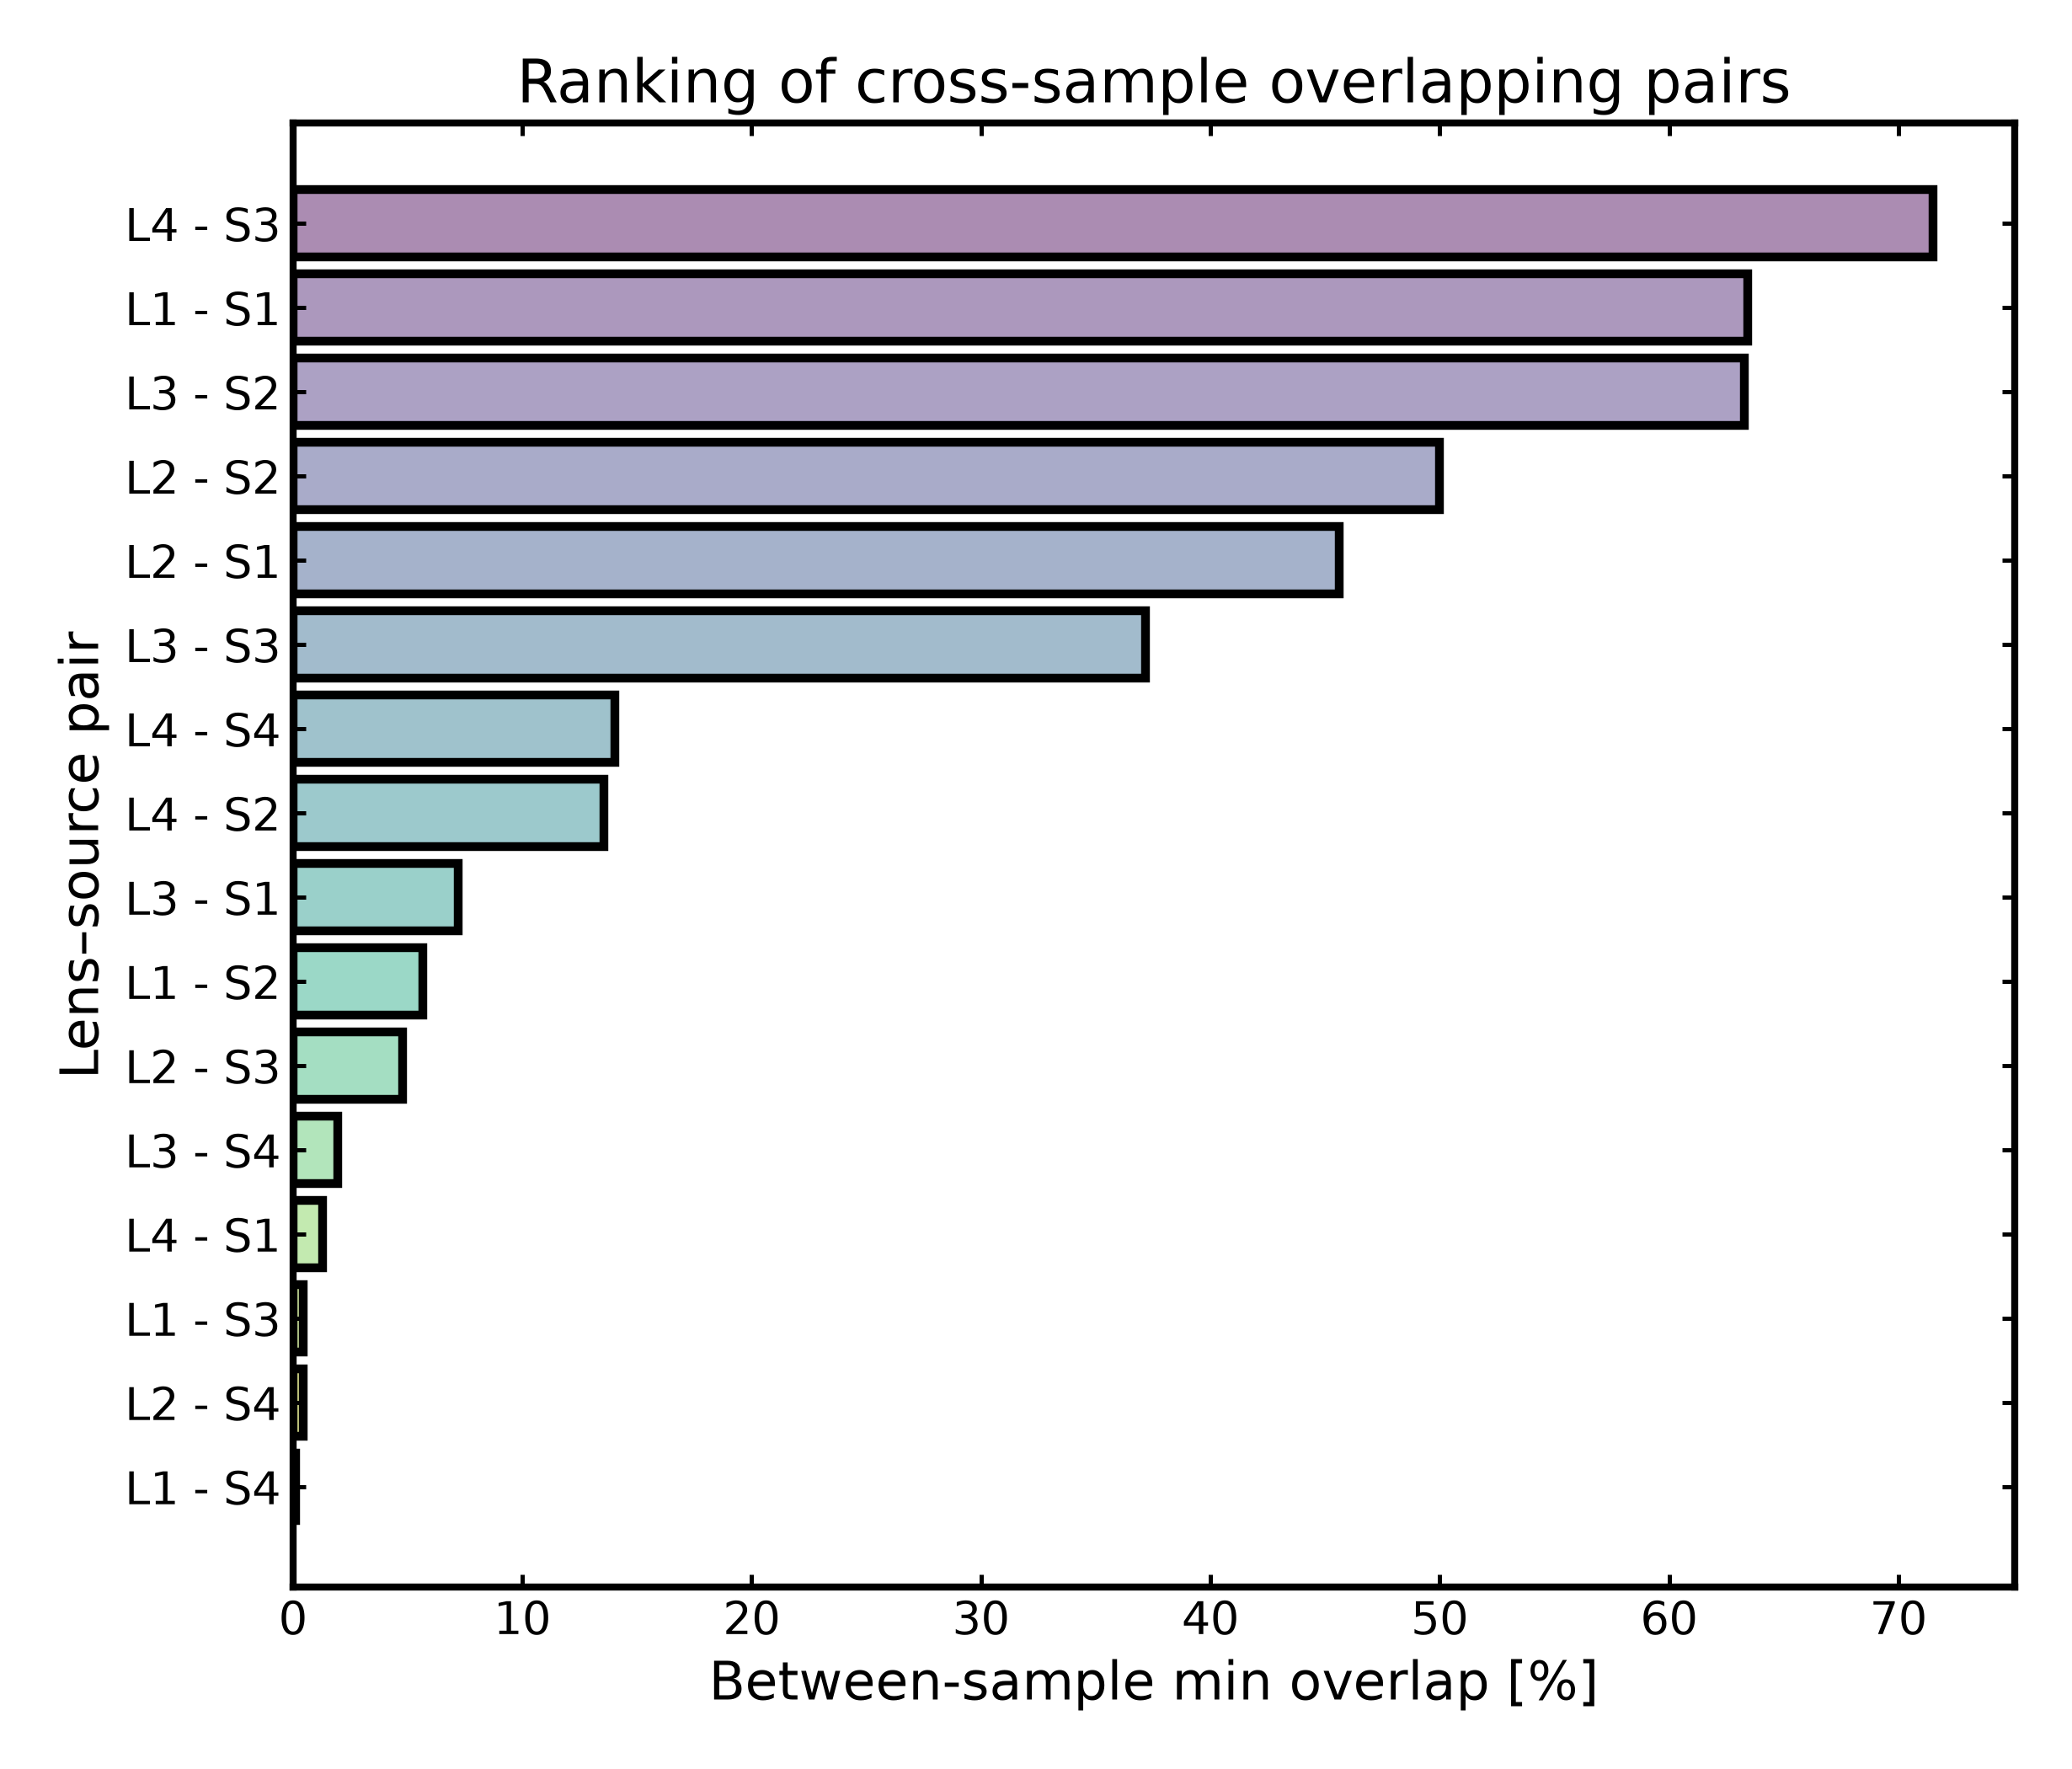 Ranking of cross-sample overlapping pairs
Lens–source pair
L4 - S3
L1 - S1
L3 - S2
L2 - S2
L2 - S1
L3 - S3
L4 - S4
L4 - S2
L3 - S1
L1 - S2
L2 - S3
L3 - S4
L4 - S1
L1 - S3
L2 - S4
L1 - S4
0 10 20 30 40 50 60 70
Between-sample min overlap [%]